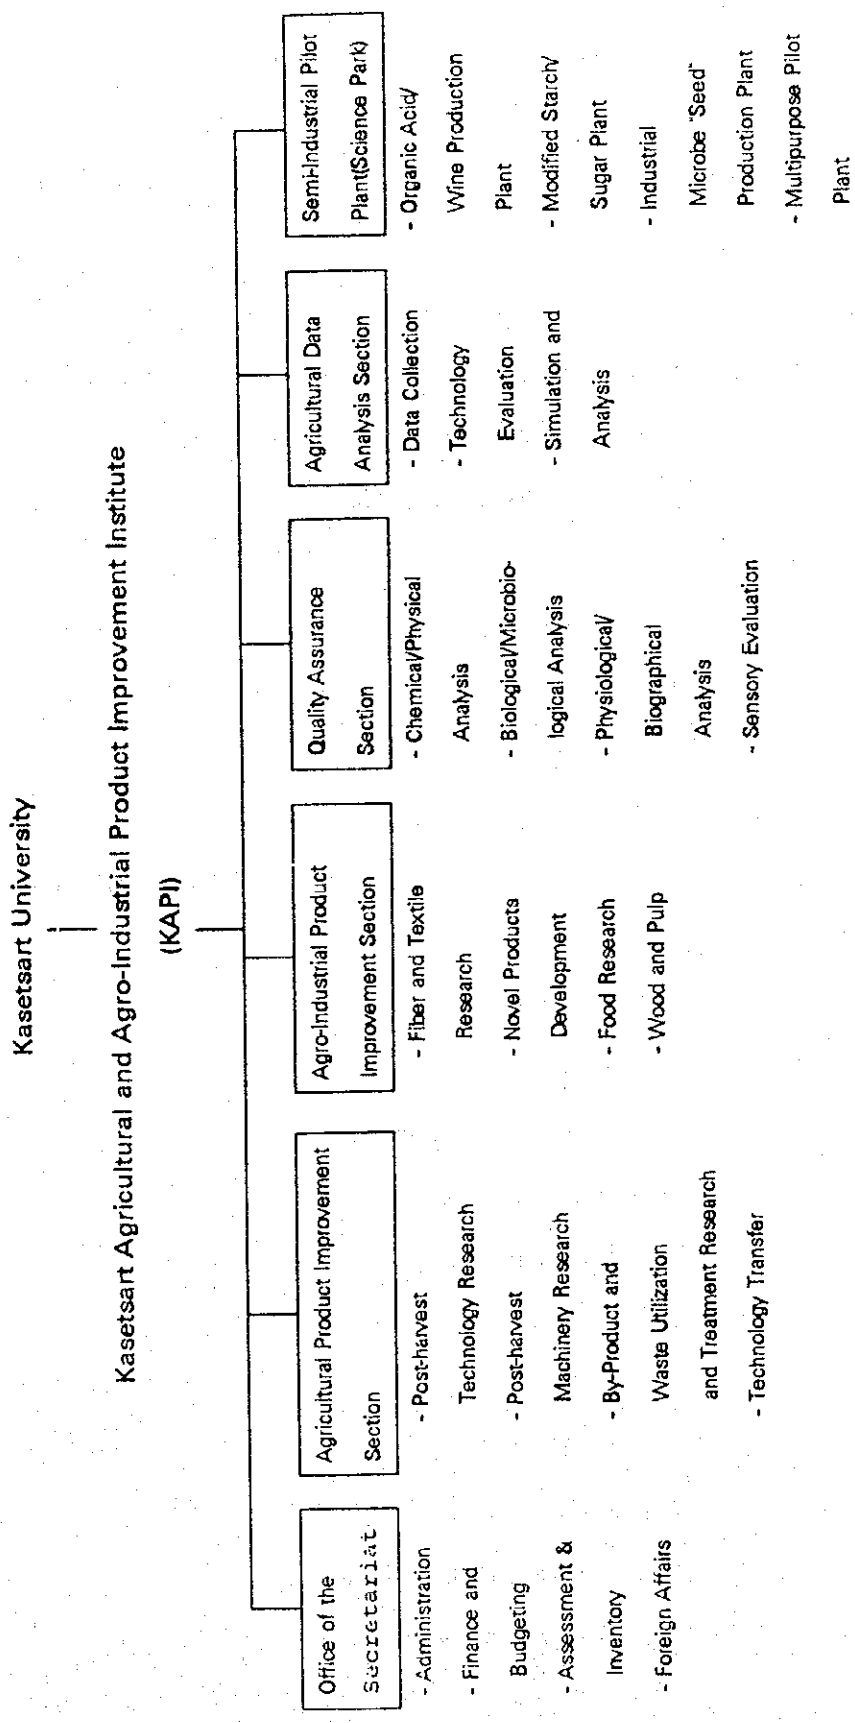 Kasetsart University
Kasetsart Agricultural and Agro-Industrial Product Improvement Institute
(KAPI)
Office of the
Secretariat
- Administration
- Finance and
Budgeting
- Assessment &
Inventory
- Foreign Affairs
Agricultural Product Improvement
Section
- Post-harvest
Technology Research
- Post-harvest
Machinery Research
- By-Product and
Waste Utilization
and Treatment Research
- Technology Transfer
Agro-Industrial Product
Improvement Section
- Fiber and Textile
Research
- Novel Products
Development
- Food Research
- Wood and Pulp
Quality Assurance
Section
- Chemical/Physical
Analysis
- Biological/Microbio-
logical Analysis
- Physiological/
Biographical
Analysis
- Sensory Evaluation
Agricultural Data
Analysis Section
- Data Collection
- Technology
Evaluation
- Simulation and
Analysis
Semi-Industrial Pilot
Plant(Science Park)
- Organic Acid/
Wine Production
Plant
- Modified Starch/
Sugar Plant
- Industrial
Microbe "Seed"
Production Plant
- Multipurpose Pilot
Plant